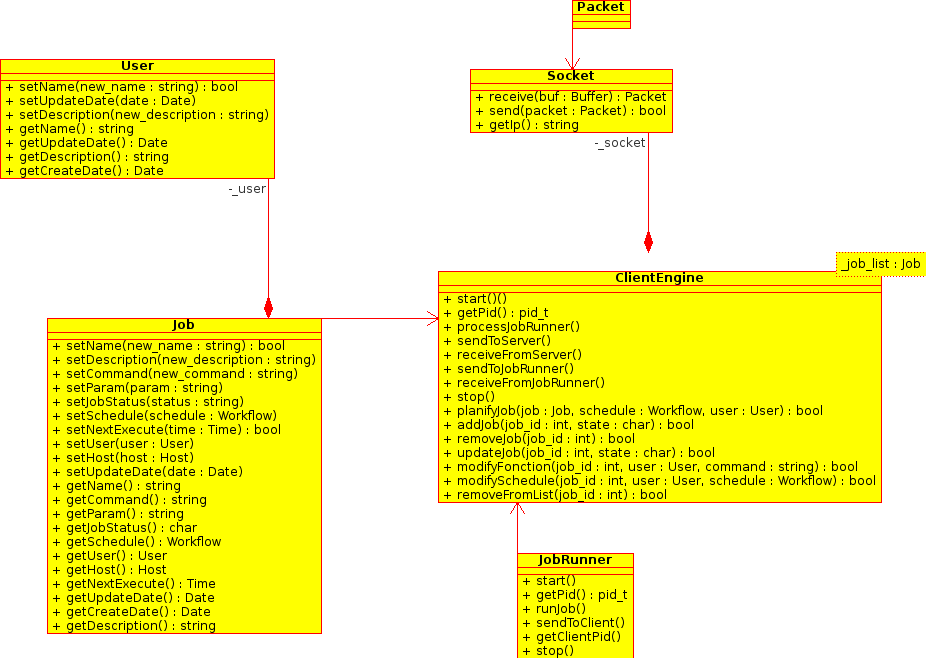 Packet
User
+ setName(new_name : string) : bool
+ setUpdateDate(date : Date)
+ setDescription(new_description : string)
+ getName() : string
+ getUpdateDate() : Date
+ getDescription() : string
+ getCreateDate() : Date
-_user
Socket
+ receive(buf : Buffer) : Packet
+ send(packet : Packet) : bool
+ getIp() : string
-_socket
_job_list : Job
ClientEngine
+ start()()
+ getPid() : pid_t
+ processJobRunner()
+ sendToServer()
+ receiveFromServer()
+ sendToJobRunner()
+ receiveFromJobRunner()
+ stop()
+ planifyJob(job : Job, schedule : Workflow, user : User) : bool
+ addJob(job_id : int, state : char) : bool
+ removeJob(job_id : int) : bool
+ updateJob(job_id : int, state : char) : bool
+ modifyFonction(job_id : int, user : User, command : string) : bool
+ modifySchedule(job_id : int, user : User, schedule : Workflow) : bool
+ removeFromList(job_id : int) : bool
Job
+ setName(new_name : string) : bool
+ setDescription(new_description : string)
+ setCommand(new_command : string)
+ setParam(param : string)
+ setJobStatus(status : string)
+ setSchedule(schedule : Workflow)
+ setNextExecute(time : Time) : bool
+ setUser(user : User)
+ setHost(host : Host)
+ setUpdateDate(date : Date)
+ getName() : string
+ getCommand() : string
+ getParam() : string
+ getJobStatus() : char
+ getSchedule() : Workflow
+ getUser() : User
+ getHost() : Host
+ getNextExecute() : Time
+ getUpdateDate() : Date
+ getCreateDate() : Date
+ getDescription() : string
JobRunner
+ start()
+ getPid() : pid_t
+ runJob()
+ sendToClient()
+ getClientPid()
+ stop()